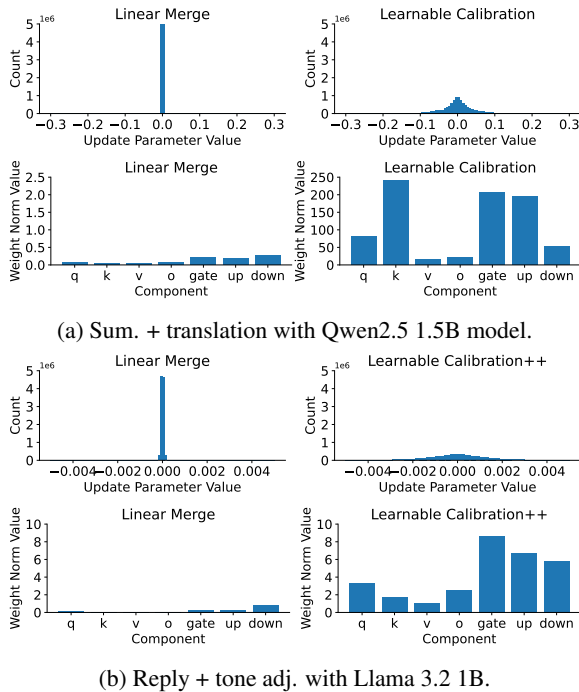 Linear Merge
Learnable Calibration
1e6
1e6
5
4
3
2
1
0
Count
5
4
3
2
1
0
Count
−0.3 −0.2 −0.1 0.0 0.1 0.2 0.3
−0.3 −0.2 −0.1 0.0 0.1 0.2 0.3
Update Parameter Value
Update Parameter Value
Linear Merge
Learnable Calibration
Weight Norm Value
2.5
2.0
1.5
1.0
0.5
0.0
Weight Norm Value
250
200
150
100
50
0
q k v o gate up down
q k v o gate up down
Component
Component
(a) Sum. + translation with Qwen2.5 1.5B model.
Linear Merge
Learnable Calibration++
1e6
1e6
5
4
3
2
1
0
Count
5
4
3
2
1
0
Count
−0.004 −0.002 0.000 0.002 0.004
−0.004 −0.002 0.000 0.002 0.004
Update Parameter Value
Update Parameter Value
Linear Merge
Learnable Calibration++
Weight Norm Value
10
8
6
4
2
0
Weight Norm Value
10
8
6
4
2
0
q k v o gate up down
q k v o gate up down
Component
Component
(b) Reply + tone adj. with Llama 3.2 1B.